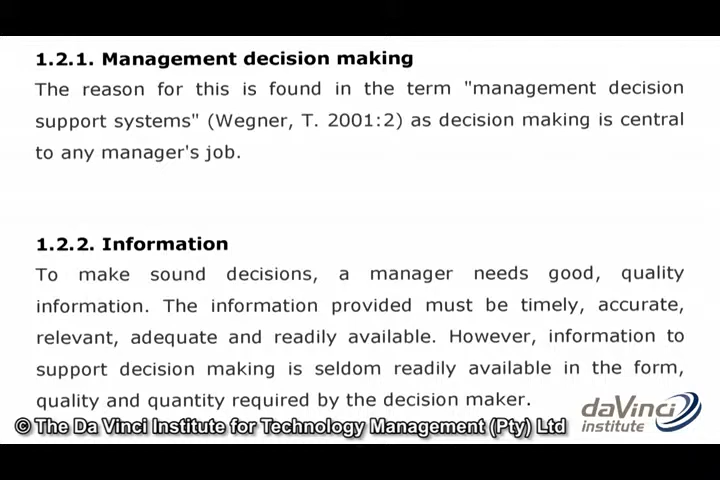 1.2.1. Management decision making
The reason for this is found in the term "management decision
support systems" (Wegner, T. 2001:2) as decision making is central
to any manager's job.
1.2.2. Information
To make sound decisions, a manager needs good, quality
information. The information provided must be timely, accurate,
relevant, adequate and readily available. However, information to
support decision making is seldom readily available in the form,
quality and quantity required by the decision maker.
daVinci
institute
© The Da Vinci Institute for Technology Management (Pty) Ltd